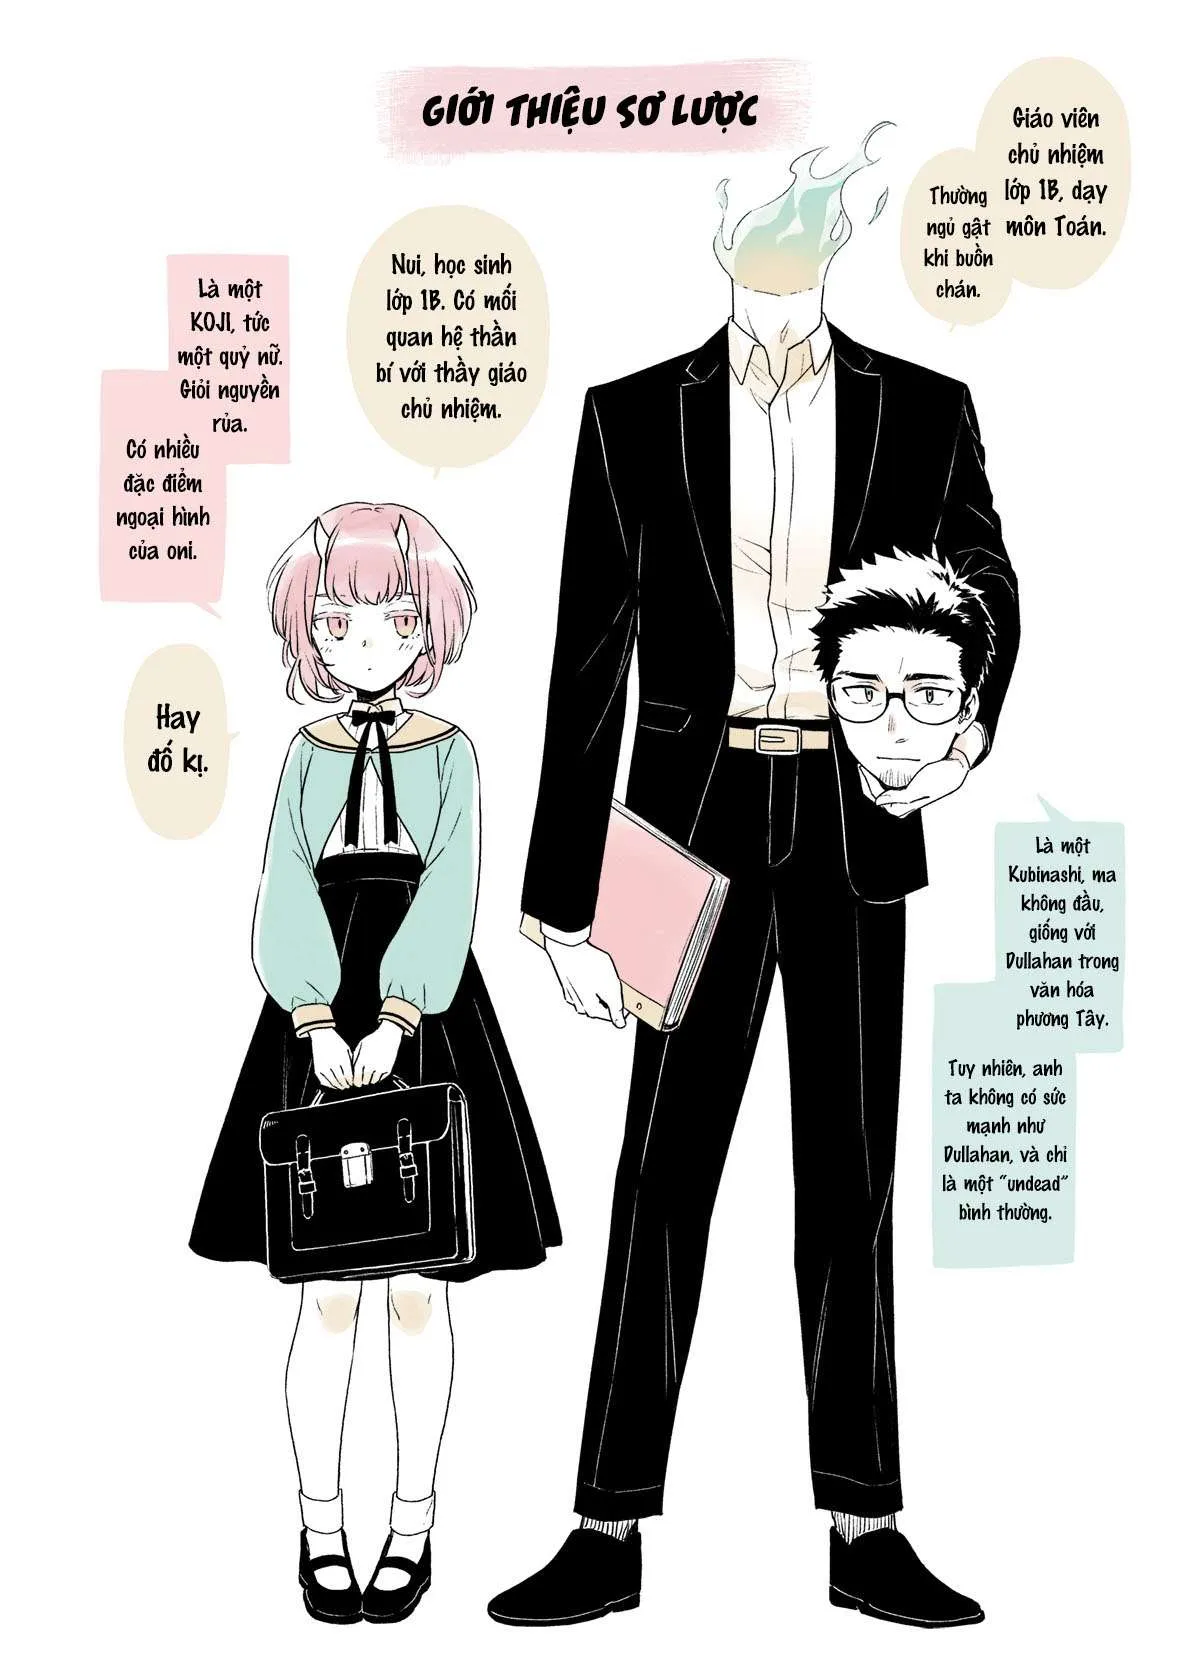 GIỚI THIỆU SƠ LƯỢC
Giáo viên
chủ nhiệm
lớp 1B, dạy
môn Toán.
Thường
ngủ gật
khi buồn
chán.
Nui, học sinh
lớp 1B. Có mối
quan hệ thần
bí với thầy giáo
chủ nhiệm.
Là một
KOJI, tức
một quỷ nữ.
Giỏi nguyền
rủa.
Có nhiều
đặc điểm
ngoại hình
của oni.
Hay
đố kị.
Là một
Kubinashi, ma
không đầu,
giống với
Dullahan trong
văn hóa
phương Tây.
Tuy nhiên, anh
ta không có sức
mạnh như
Dullahan, và chỉ
là một "undead"
bình thường.